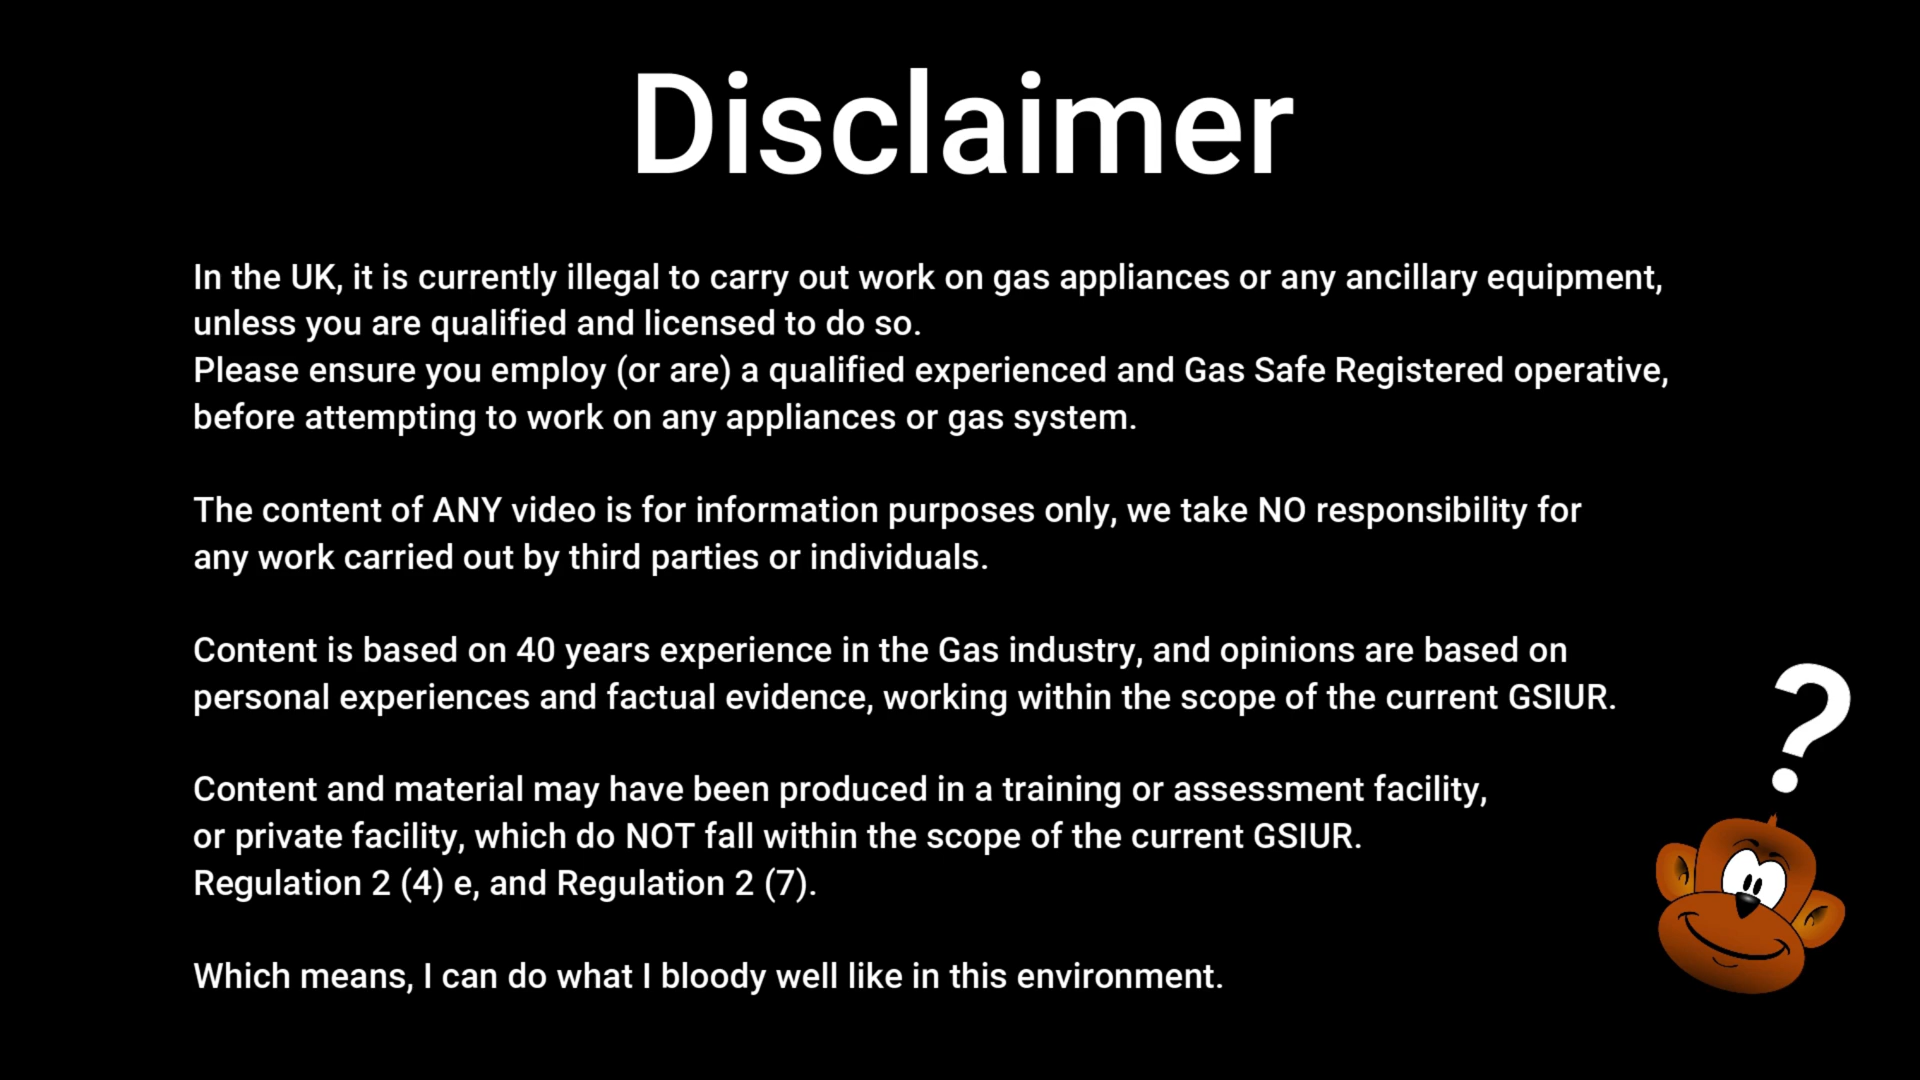 Disclaimer
In the UK, it is currently illegal to carry out work on gas appliances or any ancillary equipment,
unless you are qualified and licensed to do so.
Please ensure you employ (or are) a qualified experienced and Gas Safe Registered operative,
before attempting to work on any appliances or gas system.
The content of ANY video is for information purposes only, we take NO responsibility for
any work carried out by third parties or individuals.
Content is based on 40 years experience in the Gas industry, and opinions are based on
personal experiences and factual evidence, working within the scope of the current GSIUR.
Content and material may have been produced in a training or assessment facility,
or private facility, which do NOT fall within the scope of the current GSIUR.
Regulation 2 (4) e, and Regulation 2 (7).
Which means, I can do what I bloody well like in this environment.
?